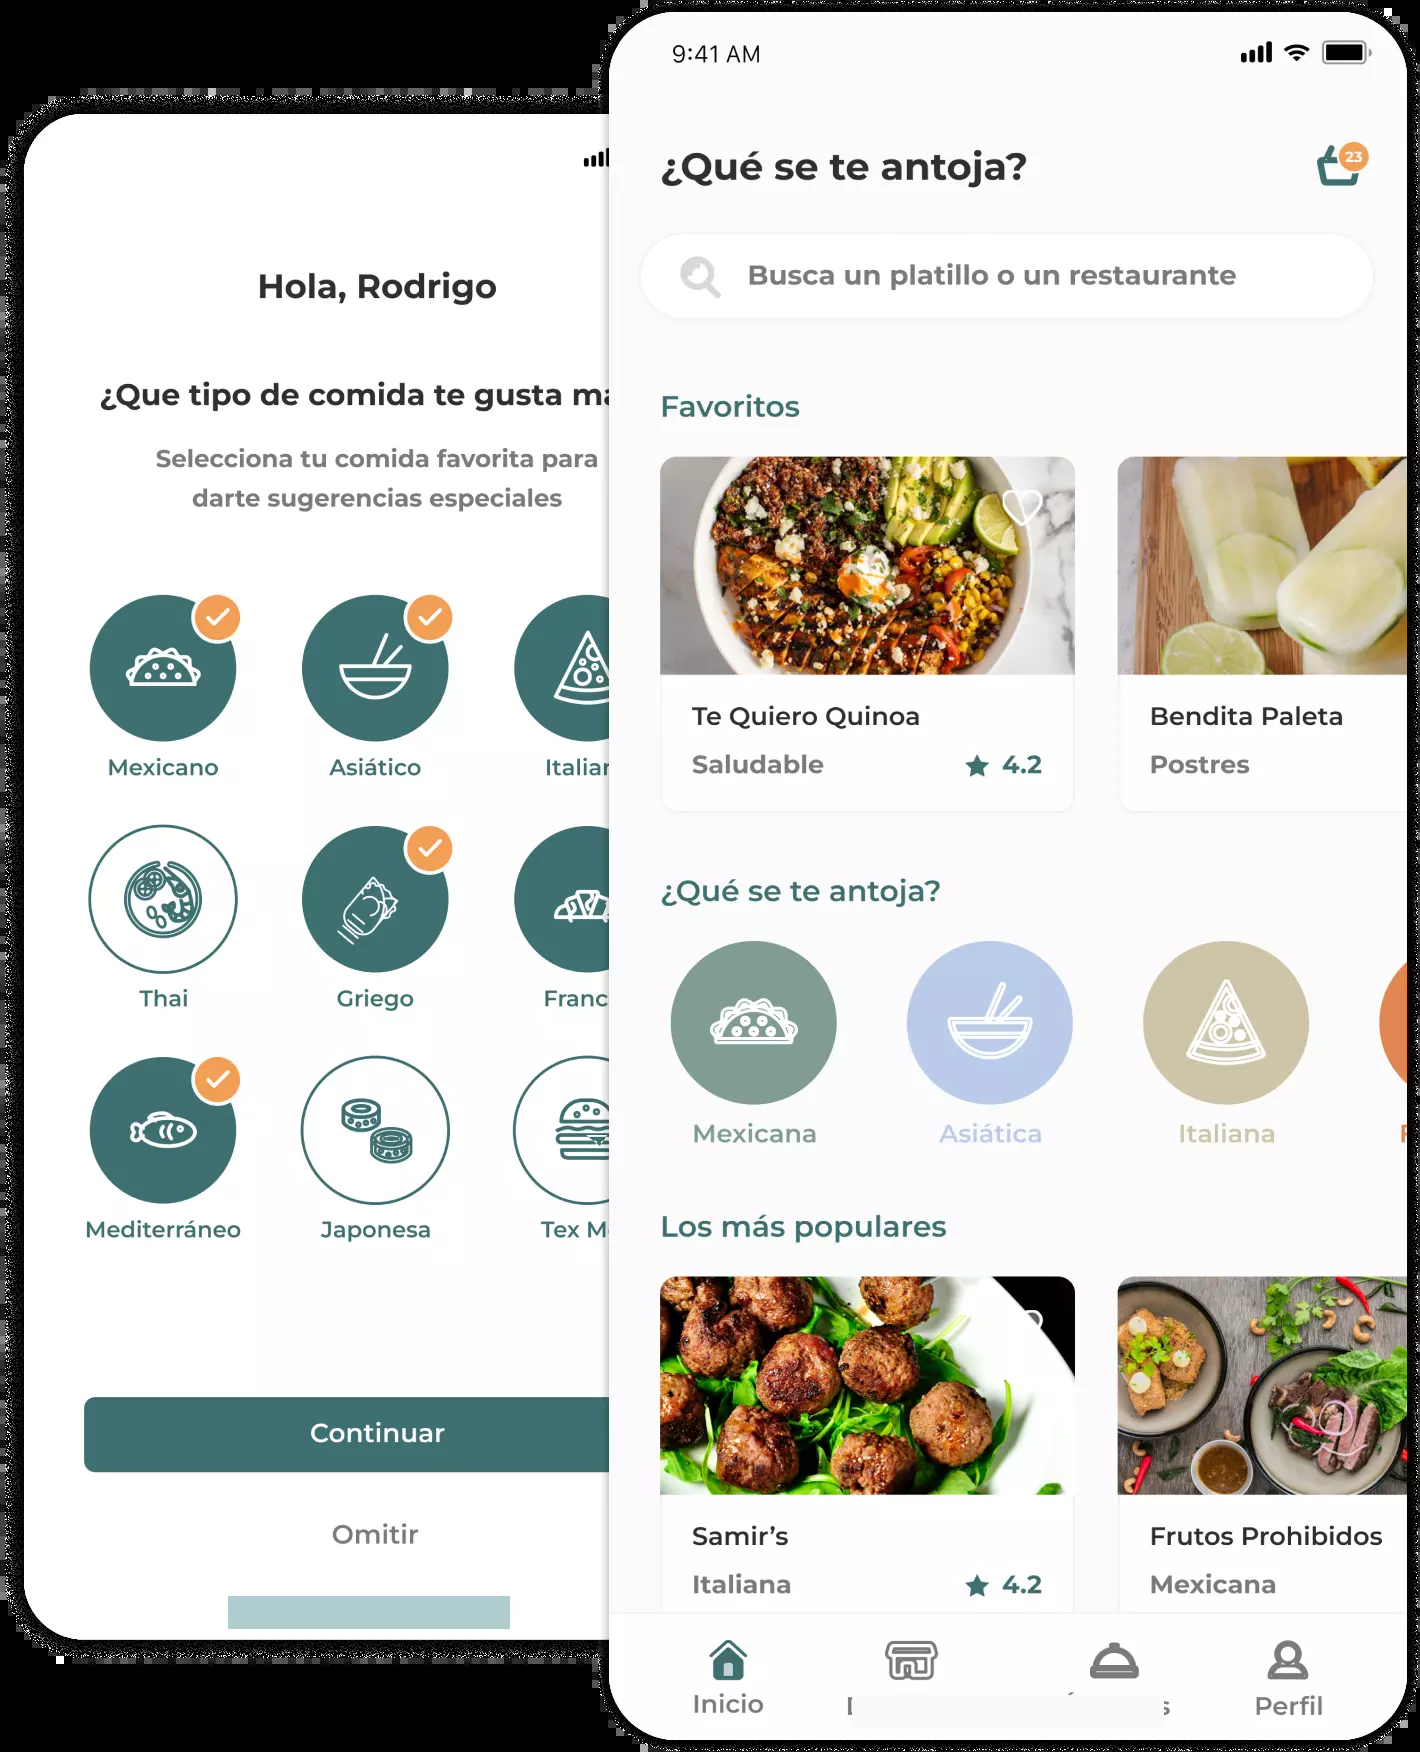 Hola, Rodrigo
¿Que tipo de comida te gusta
Selecciona tu comida favorita para
darte sugerencias especiales
Mexicano
Asiático
Thai
Griego
Mediterráneo
Japonesa
Tex
Continuar
Omitir
9:41 AM
¿Qué se te antoja?
23
Busca un platillo o un restaurante
Favoritos
Te Quiero Quinoa
Saludable
4.2
Bendita Paleta
Postres
¿Qué se te antoja?
Mexicana
Asiática
Italiana
Los más populares
Samir's
Italiana
4.2
Frutos Prohibidos
Mexicana
Inicio
Perfil